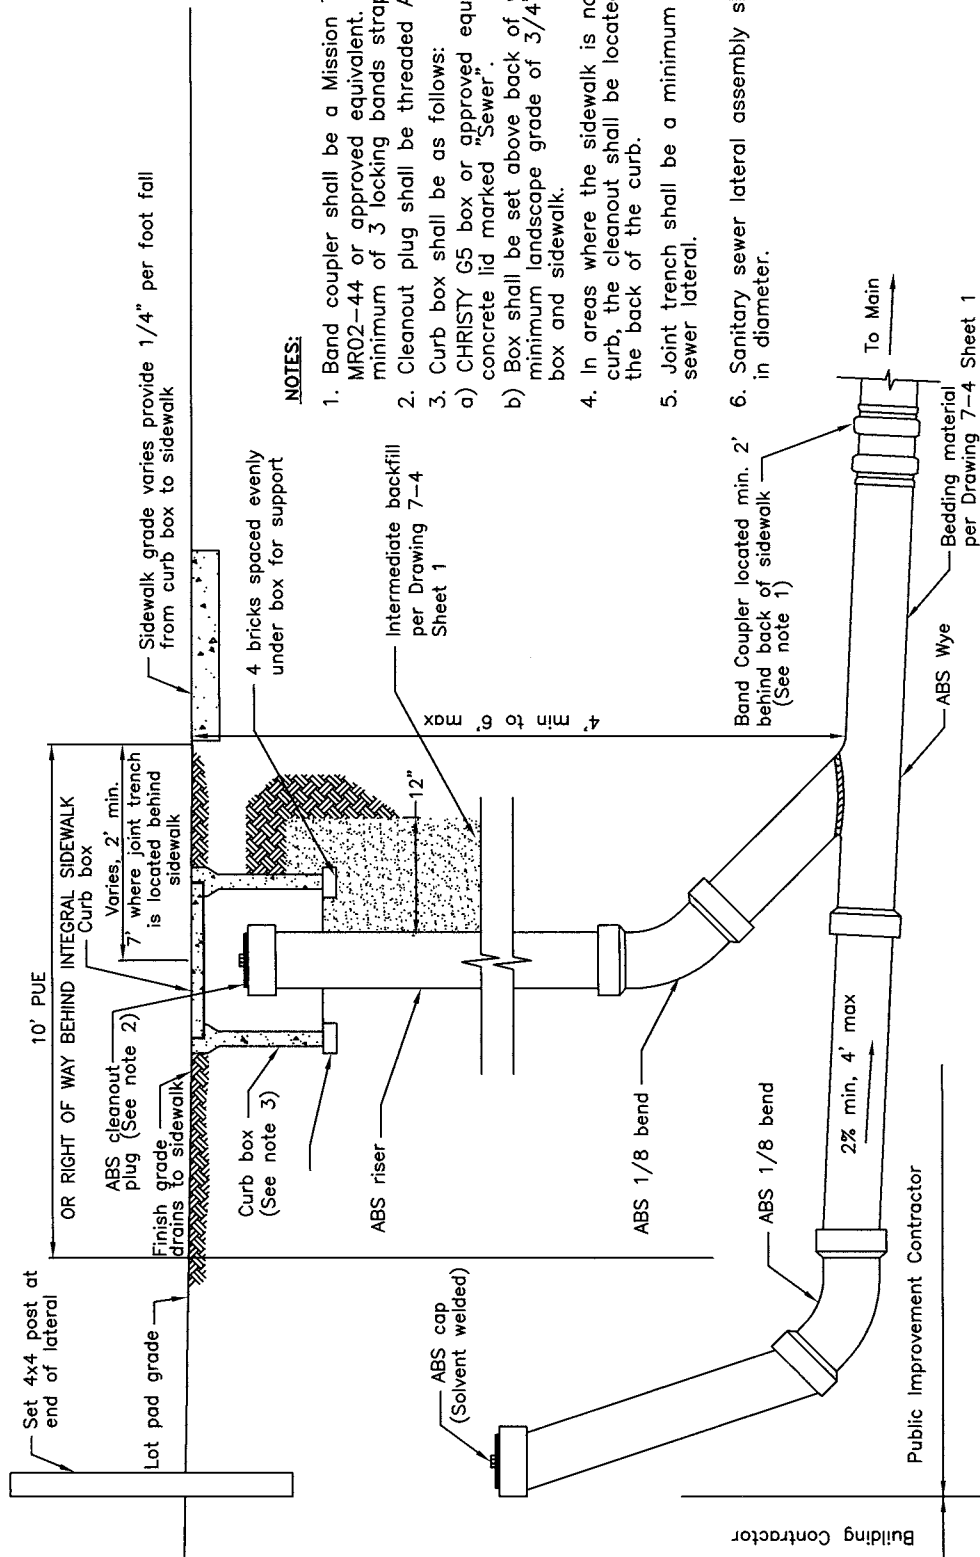 Set 4x4 post at
end of lateral
Lot pad grade
10' PUE
OR RIGHT OF WAY BEHIND INTEGRAL SIDEWALK
Curb box
Varies, 2' min.
7' where joint trench
is located behind
sidewalk
ABS cleanout
plug (See note 2)
Finish grade
drains to sidewalk
Curb box
(See note 3)
ABS riser
Sidewalk grade varies provide 1/4" per foot fall
from curb box to sidewalk
4 bricks spaced evenly
under box for support
Intermediate backfill
per Drawing 7-4
Sheet 1
12"
4' min to 6' max
ABS cap
(Solvent welded)
ABS 1/8 bend
ABS 1/8 bend
2% min, 4' max
Band Coupler located min. 2'
behind back of sidewalk
(See note 1)
To Main
Bedding material
per Drawing 7-4 Sheet 1
ABS Wye
Public Improvement Contractor
Building Contractor
NOTES:
1. Band coupler shall be a Mission
MR02-44 or approved equivalent.
minimum of 3 locking bands strap
2. Cleanout plug shall be threaded A
3. Curb box shall be as follows:
a) CHRISTY G5 box or approved equ
concrete lid marked "Sewer".
b) Box shall be set above back of
minimum landscape grade of 3/4"
box and sidewalk.
4. In areas where the sidewalk is no
curb, the cleanout shall be located
the back of the curb.
5. Joint trench shall be a minimum
sewer lateral.
6. Sanitary sewer lateral assembly s
in diameter.